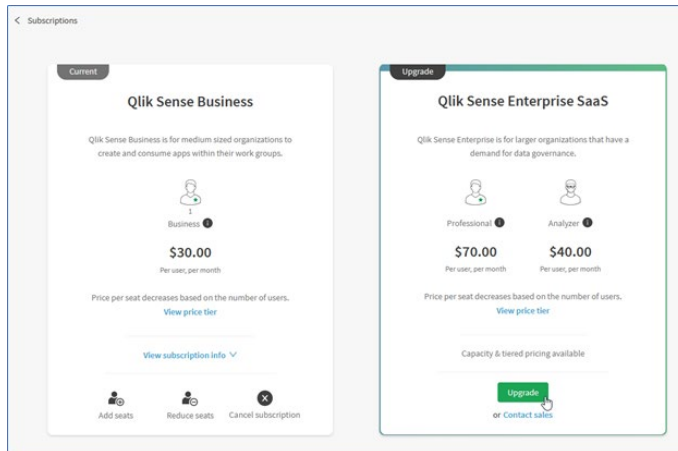 Subscriptions
Current
Qlik Sense Business
Qlik Sense Business is for medium sized organizations to
create and consume apps within their work groups.
1
Business
$30.00
Per user, per month
Price per seat decreases based on the number of users.
View price tier
View subscription info
Add seats
Reduce seats
Cancel subscription
Upgrade
Qlik Sense Enterprise SaaS
Qlik Sense Enterprise is for larger organizations that have a
demand for data governance.
Professional
Analyzer
$70.00
$40.00
Per user, per month
Per user, per month
Price per seat decreases based on the number of users.
View price tier
Capacity & tiered pricing available
Upgrade
or Contact sales